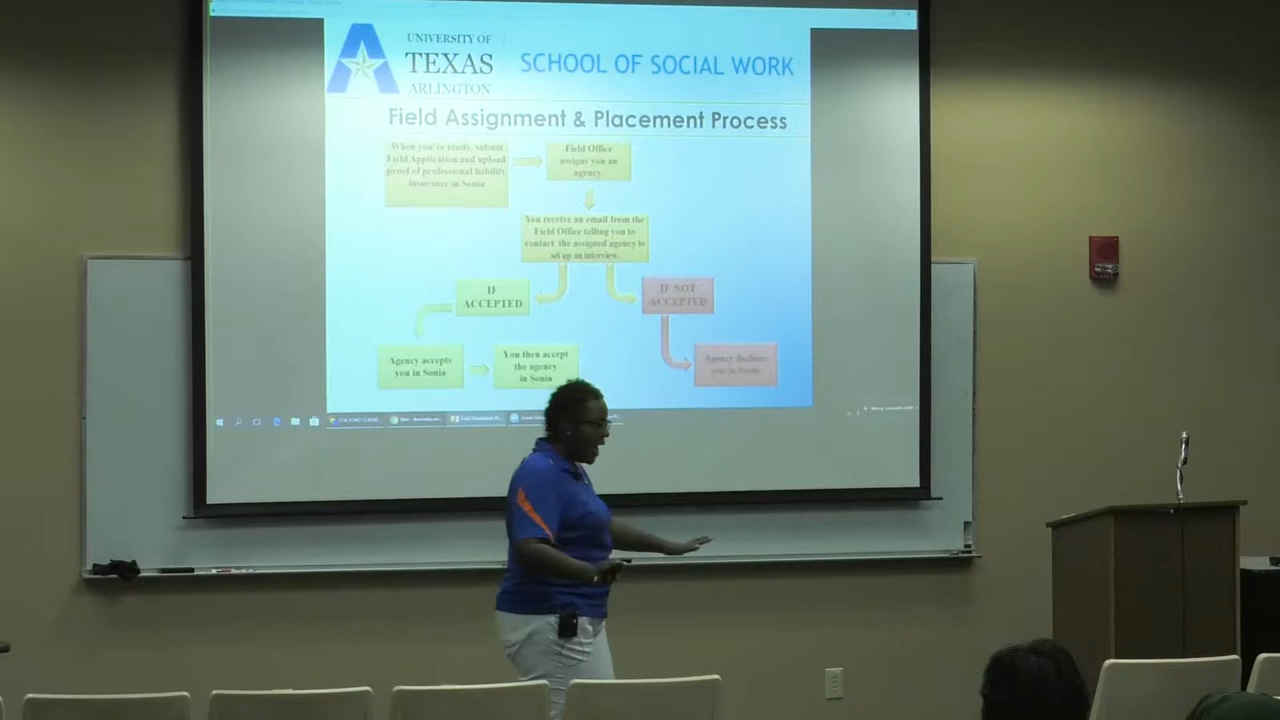 UNIVERSITY OF
TEXAS
ARLINGTON
SCHOOL OF SOCIAL WORK
Field Assignment & Placement Process
When you're ready, submit
Field Application and upload
proof of professional liability
insurance in Sonia
Field Office
assigns you an
agency.
You receive an email from the
Field Office telling you to
contact the assigned agency to
set up an interview.
IF
ACCEPTED
IF NOT
ACCEPTED
Agency accepts
you in Sonia
You then accept
the agency
in Sonia
Agency declines
you in Sonia